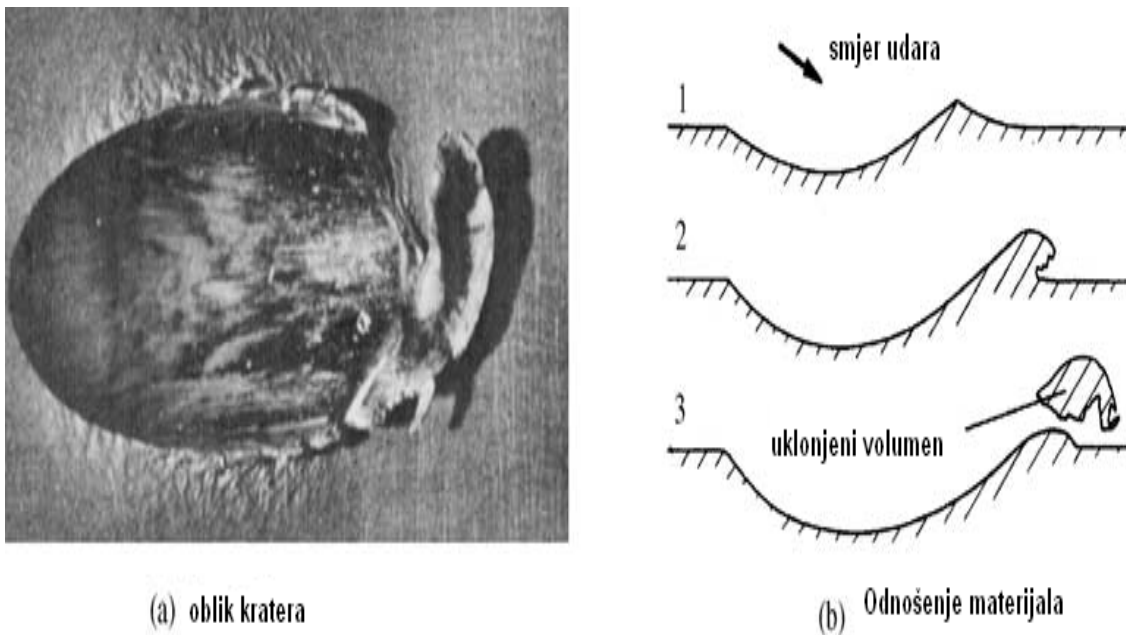 smjer udara
1
2
3
uklonjeni volumen
(a) oblik kratera
(b) Odnošenje materijala